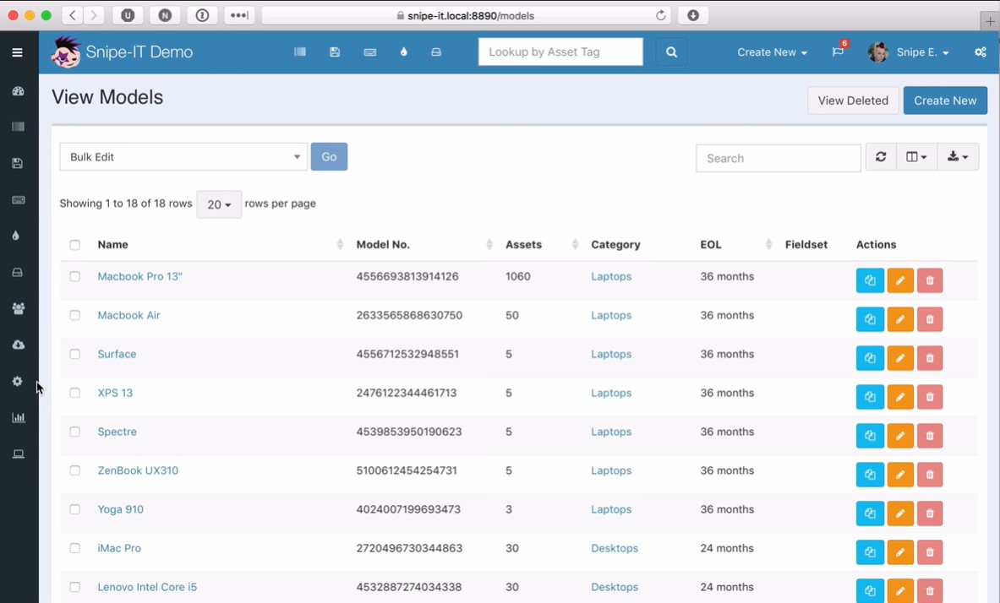 snipe-it.local:8890/models
Snipe-IT Demo
Lookup by Asset Tag
Create New
6
Snipe E.
View Models
View Deleted
Create New
Bulk Edit
Go
Search
Showing 1 to 18 of 18 rows 20 rows per page
Name Model No. Assets Category EOL Fieldset Actions
Macbook Pro 13" 4556693813914126 1060 Laptops 36 months
Macbook Air 2633565868630750 50 Laptops 36 months
Surface 4556712532948551 5 Laptops 36 months
XPS 13 2476122344461713 5 Laptops 36 months
Spectre 4539853950190623 5 Laptops 36 months
ZenBook UX310 5100612454254731 5 Laptops 36 months
Yoga 910 4024007199693473 3 Laptops 36 months
iMac Pro 2720496730344863 30 Desktops 24 months
Lenovo Intel Core i5 4532887274034338 30 Desktops 24 months